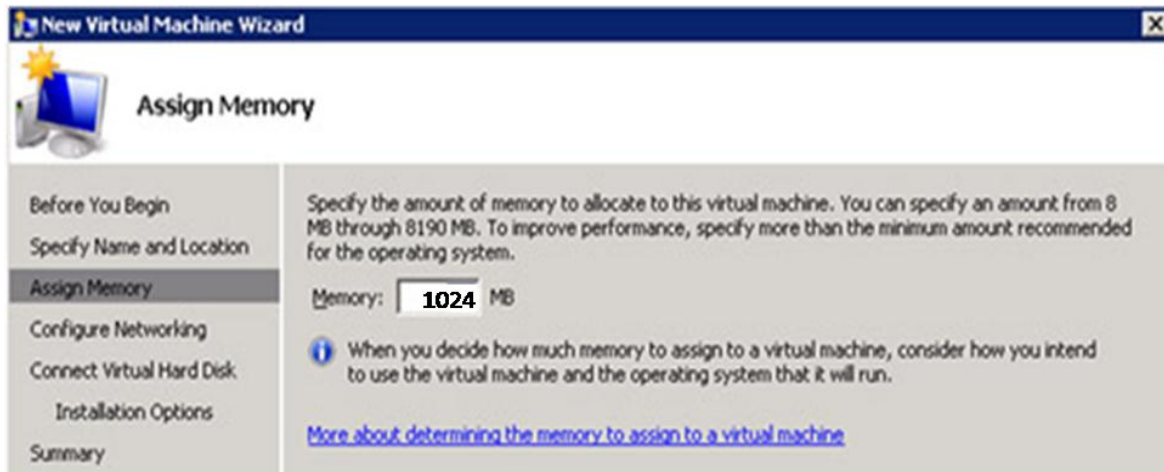 New Virtual Machine Wizard
Assign Memory
Before You Begin
Specify Name and Location
Assign Memory
Configure Networking
Connect Virtual Hard Disk
Installation Options
Summary
Specify the amount of memory to allocate to this virtual machine. You can specify an amount from 8
MB through 8190 MB. To improve performance, specify more than the minimum amount recommended
for the operating system.
Memory: 1024 MB
When you decide how much memory to assign to a virtual machine, consider how you intend
to use the virtual machine and the operating system that it will run.
More about determining the memory to assign to a virtual machine